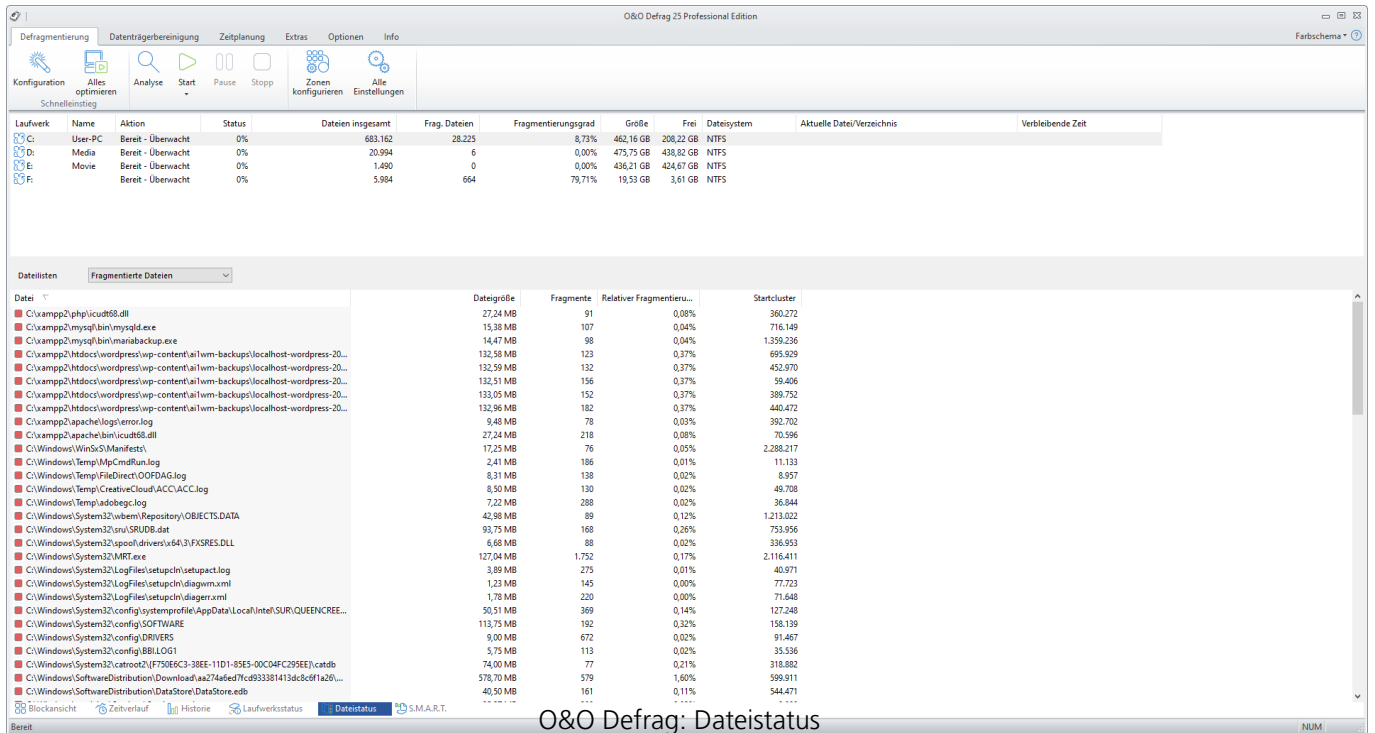 O&O Defrag 25 Professional Edition
Defragmentierung Datenträgerbereinigung Zeitplanung Extras Optionen Info Farbschema
Konfiguration Alles optimieren Analyse Start Pause Stopp Zonen konfigurieren Alle Einstellungen
Schnelleinstieg
Laufwerk Name Aktion Status Dateien insgesamt Frag. Dateien Fragmentierungsgrad Größe Frei Dateisystem Aktuelle Datei/Verzeichnis Verbleibende Zeit
C: User-PC Bereit - Überwacht 0% 683.162 28.225 8,73% 462,16 GB 208,22 GB NTFS
D: Media Bereit - Überwacht 0% 20.994 6 0,00% 475,75 GB 438,82 GB NTFS
E: Movie Bereit - Überwacht 0% 1.490 0 0,00% 436,21 GB 424,67 GB NTFS
F: Bereit - Überwacht 0% 5.984 664 79,71% 19,53 GB 3,61 GB NTFS
Dateilisten Fragmentierte Dateien
Datei Dateigröße Fragmente Relativer Fragmentieru... Startcluster
C:\xampp2\php\icudt68.dll 27,24 MB 91 0,08% 360.272
C:\xampp2\mysql\bin\mysqld.exe 15,38 MB 107 0,04% 716.149
C:\xampp2\mysql\bin\mariabackup.exe 14,47 MB 98 0,04% 1.359.236
C:\xampp2\htdocs\wordpress\wp-content\ai1wm-backups\localhost-wordpress-20... 132,58 MB 123 0,37% 695.929
C:\xampp2\htdocs\wordpress\wp-content\ai1wm-backups\localhost-wordpress-20... 132,59 MB 132 0,37% 452.970
C:\xampp2\htdocs\wordpress\wp-content\ai1wm-backups\localhost-wordpress-20... 132,51 MB 156 0,37% 59.406
C:\xampp2\htdocs\wordpress\wp-content\ai1wm-backups\localhost-wordpress-20... 133,05 MB 152 0,37% 389.752
C:\xampp2\htdocs\wordpress\wp-content\ai1wm-backups\localhost-wordpress-20... 132,96 MB 182 0,37% 440.472
C:\xampp2\apache\logs\error.log 9,48 MB 78 0,03% 392.702
C:\xampp2\apache\bin\icudt68.dll 27,24 MB 218 0,08% 70.596
C:\Windows\WinSxS\Manifests\ 17,25 MB 76 0,05% 2.288.217
C:\Windows\Temp\MpCmdRun.log 2,41 MB 186 0,01% 11.133
C:\Windows\Temp\FileDirect\OOFDAG.log 8,31 MB 138 0,02% 8.957
C:\Windows\Temp\CreativeCloud\ACC\ACC.log 8,50 MB 130 0,02% 49.708
C:\Windows\Temp\adobegc.log 7,22 MB 288 0,02% 36.844
C:\Windows\System32\wbem\Repository\OBJECTS.DATA 42,98 MB 89 0,12% 1.213.022
C:\Windows\System32\sru\SRUDB.dat 93,75 MB 168 0,26% 753.956
C:\Windows\System32\spool\drivers\x64\3\FXSRES.DLL 6,68 MB 88 0,02% 336.953
C:\Windows\System32\MRT.exe 127,04 MB 1.752 0,17% 2.116.411
C:\Windows\System32\LogFiles\setupcln\setupact.log 3,89 MB 275 0,01% 40.971
C:\Windows\System32\LogFiles\setupcln\diagwrn.xml 1,23 MB 145 0,00% 77.723
C:\Windows\System32\LogFiles\setupcln\diagerr.xml 1,78 MB 220 0,00% 71.648
C:\Windows\System32\config\systemprofile\AppData\Local\Intel\SUR\QUEENCREE... 50,51 MB 369 0,14% 127.248
C:\Windows\System32\config\SOFTWARE 113,75 MB 192 0,32% 158.139
C:\Windows\System32\config\DRIVERS 9,00 MB 672 0,02% 91.467
C:\Windows\System32\config\BBI.LOG1 5,75 MB 113 0,02% 35.536
C:\Windows\System32\catroot2\{F750E6C3-38EE-11D1-85E5-00C04FC295EE}\catdb 74,00 MB 77 0,21% 318.882
C:\Windows\SoftwareDistribution\Download\aa274a6ed7fcd933381413dc8c6f1a26\... 578,70 MB 579 1,60% 599.911
C:\Windows\SoftwareDistribution\DataStore\DataStore.edb 40,50 MB 161 0,11% 544.471
Blockansicht Zeitverlauf Historie Laufwerksstatus Dateistatus S.M.A.R.T.
O&O Defrag: Dateistatus
Bereit NUM